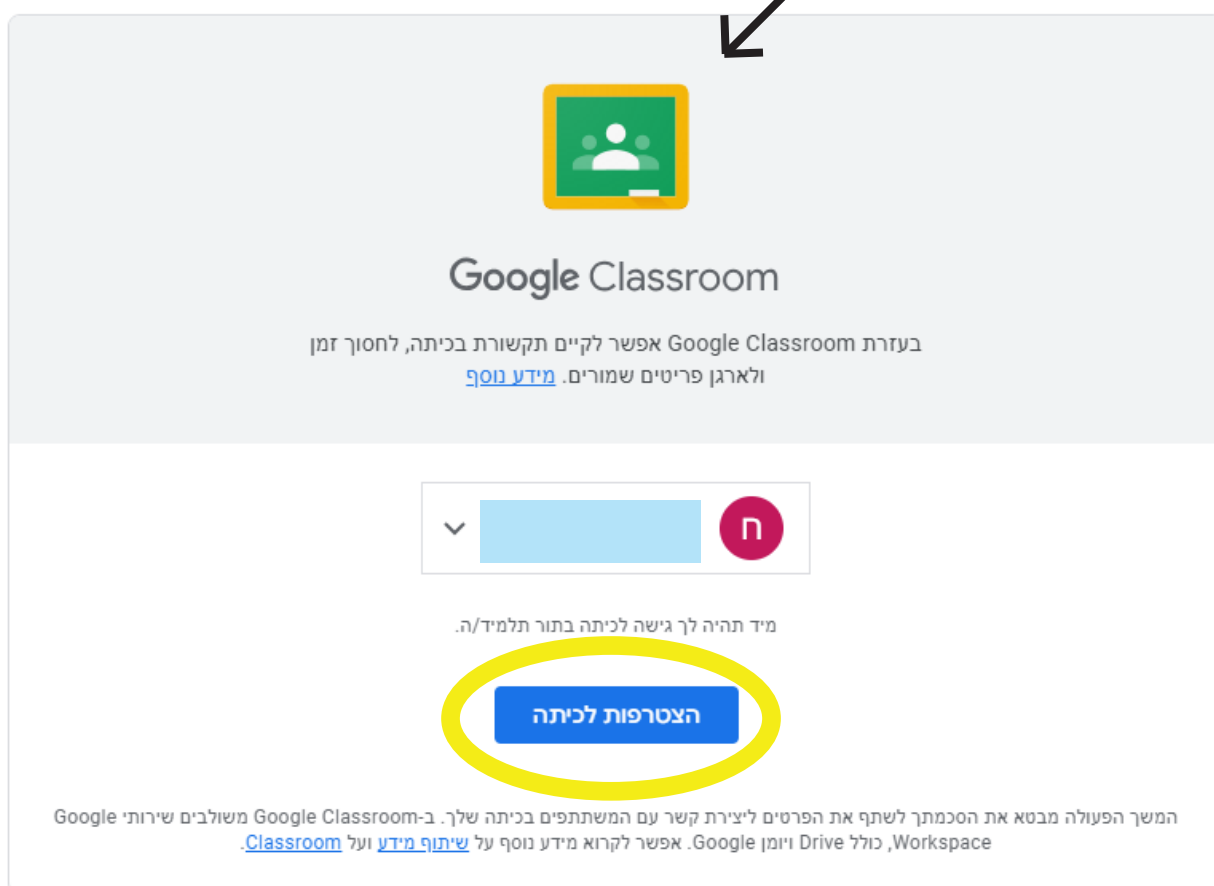 Google Classroom
בעזרת Google Classroom אפשר לקיים תקשורת בכיתה, לחסוך זמן
ולארגן פריטים שמורים. מידע נוסף
ח
מיד תהיה לך גישה לכיתה בתור תלמיד/ה.
הצטרפות לכיתה
המשך הפעולה מבטא את הסכמתך לשתף את הפרטים ליצירת קשר עם המשתתפים בכיתה שלך. ב-Google Classroom משולבים שירותי Google
Workspace, כולל Drive ויומן Google. אפשר לקרוא מידע נוסף על שיתוף מידע ועל Classroom.